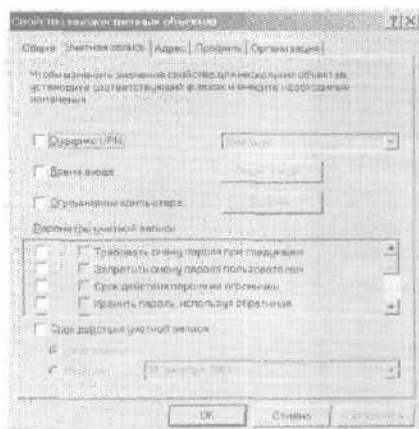 Свойства множественных объектов
Общие Учетная запись Адрес Профиль Организация
Чтобы изменить значения свойств для нескольких объектов,
установите соответствующий флажок и внесите необходимые
изменения.
Суффикс UPN:
Время входа
Ограничения компьютера:
Параметры учетной записи
Требовать смену пароля при следующем
Запретить смену пароля пользователем
Срок действия пароля не ограничен
Хранить пароль, используя обратимое
Срок действия учетной записи
OK Отмена